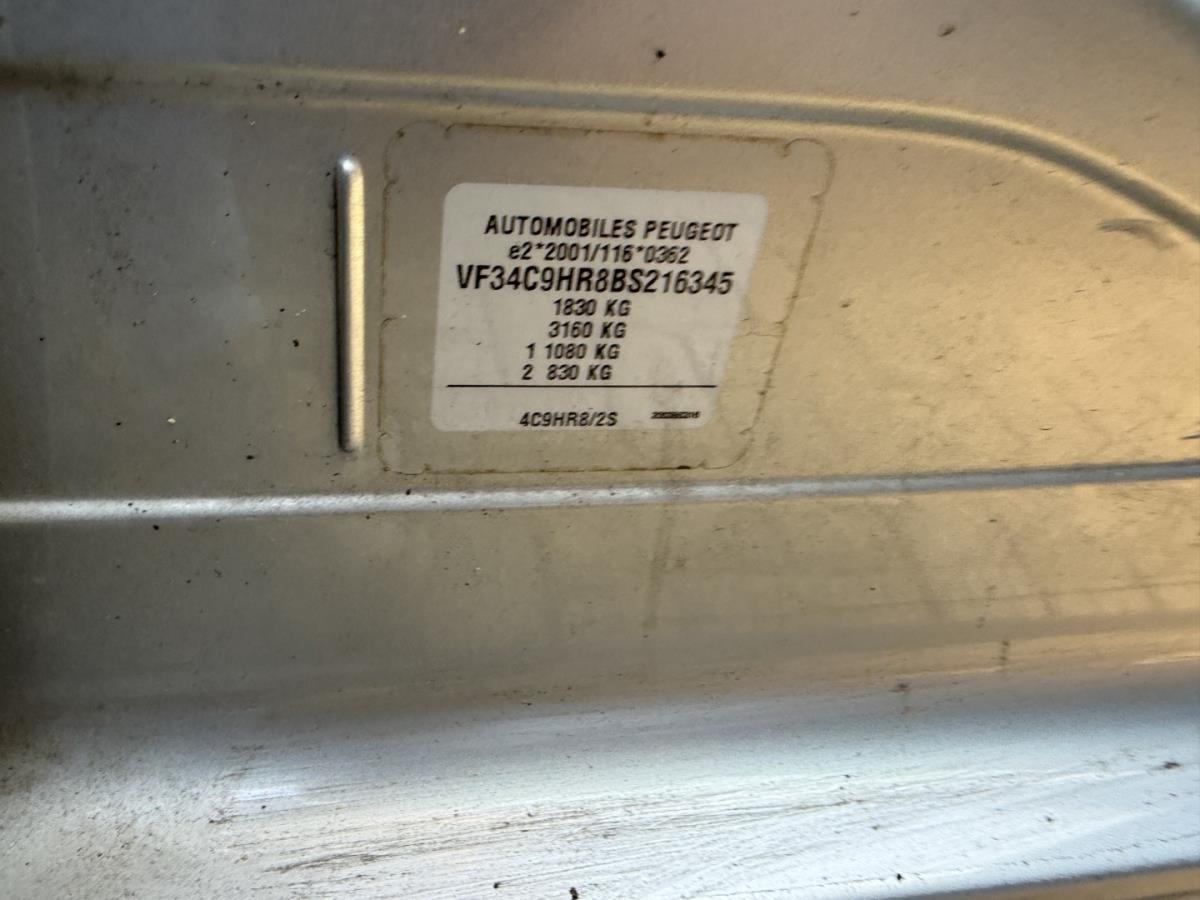 AUTOMOBILES PEUGEOT
e2*2001/116*0362
VF34C9HR8BS216345
1830 KG
3160 KG
1 1080 KG
2 830 KG
4C9HR8/2S